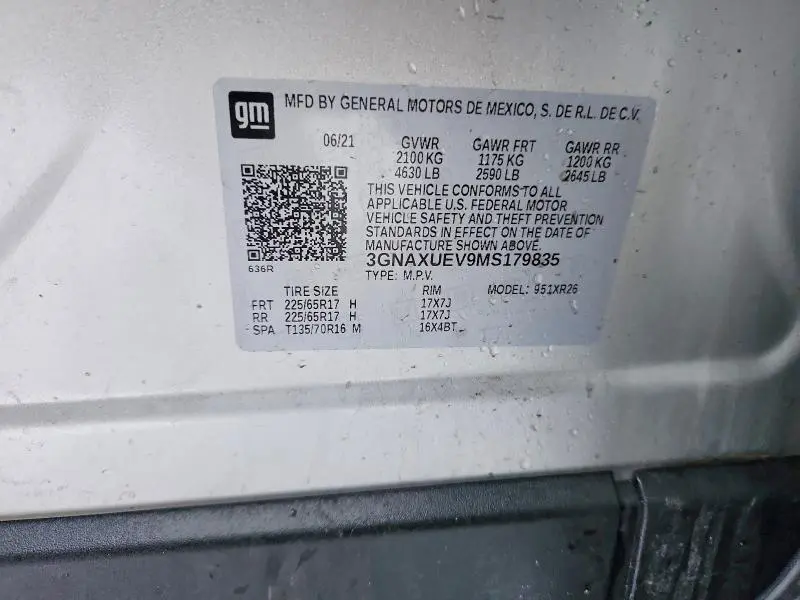 gm
MFD BY GENERAL MOTORS DE MEXICO, S. DE R.L. DE C.V.
06/21 GVWR GAWR FRT GAWR RR
2100 KG 1175 KG 1200 KG
4630 LB 2590 LB 2645 LB
THIS VEHICLE CONFORMS TO ALL
APPLICABLE U.S. FEDERAL MOTOR
VEHICLE SAFETY AND THEFT PREVENTION
STANDARDS IN EFFECT ON THE DATE OF
MANUFACTURE SHOWN ABOVE.
3GNAXUEV9MS179835
636R
TYPE: M.P.V.
TIRE SIZE RIM MODEL: 951XR26
FRT 225/65R17 H 17X7J
RR 225/65R17 H 17X7J
SPA T135/70R16 M 16X4BT